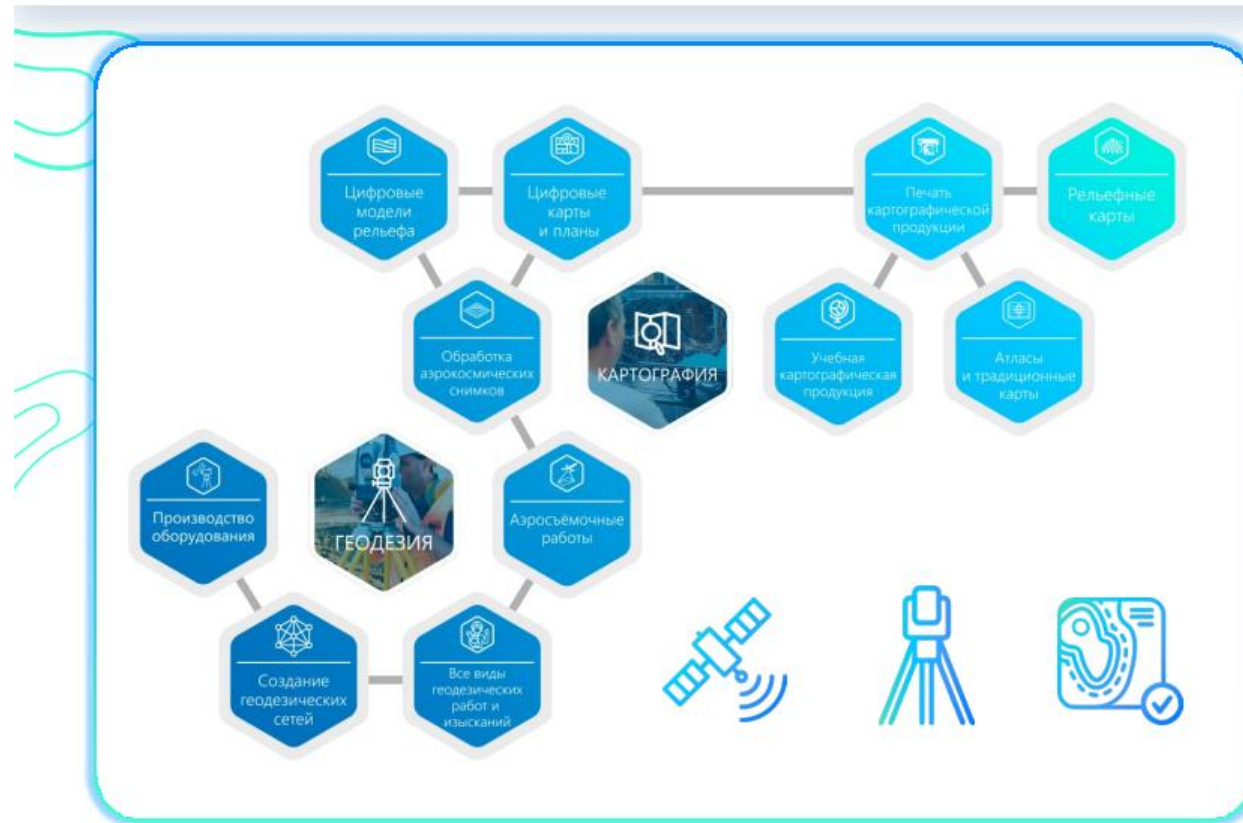 Цифровые
модели
рельефа
Цифровые
карты
и планы
Печать
картографической
продукции
Рельефные
карты
Обработка
аэрокосмических
снимков
КАРТОГРАФИЯ
Учебная
картографическая
продукция
Атласы
и традиционные
карты
Производство
оборудования
ГЕОДЕЗИЯ
Аэросъёмочные
работы
Создание
геодезических
сетей
Все виды
геодезических
работ и
изысканий